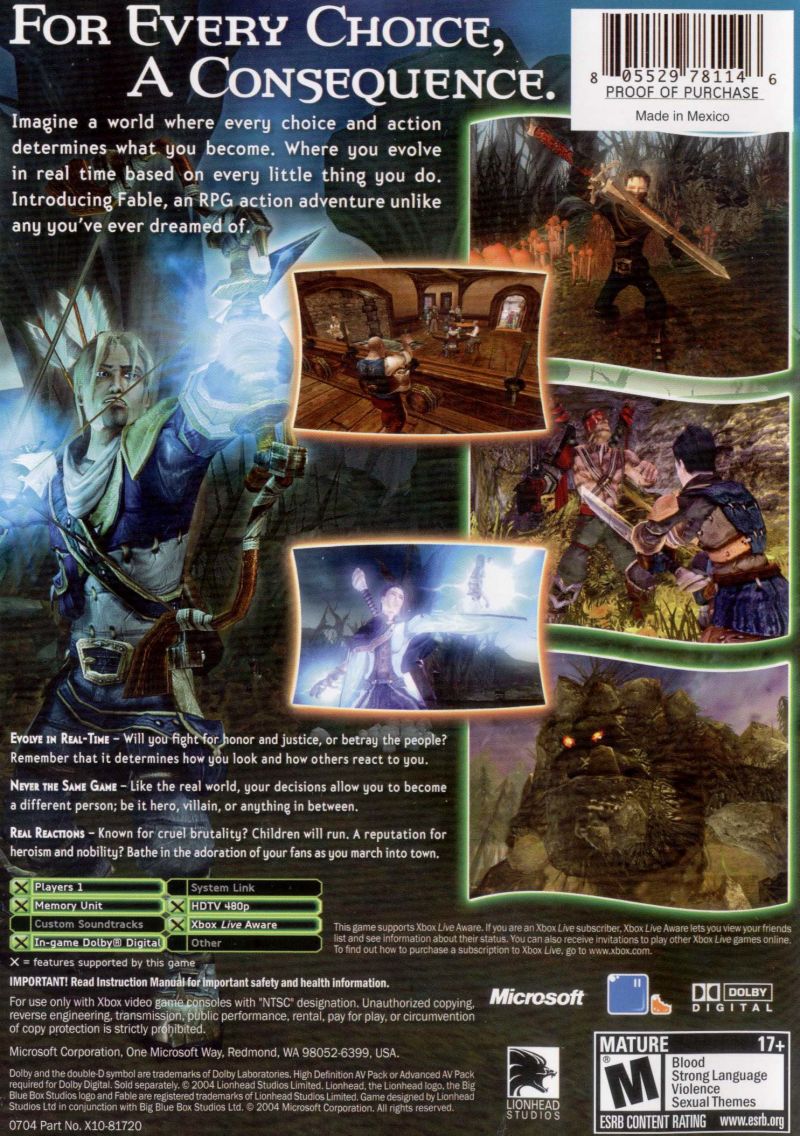 FOR EVERY CHOICE,
A CONSEQUENCE.
8 05529 78114 6
PROOF OF PURCHASE
Made in Mexico
Imagine a world where every choice and action
determines what you become. Where you evolve
in real time based on every little thing you do.
Introducing Fable, an RPG action adventure unlike
any you've ever dreamed of.
EVOLVE IN REAL-TIME – Will you fight for honor and justice, or betray the people?
Remember that it determines how you look and how others react to you.
NEVER THE SAME GAME – Like the real world, your decisions allow you to become
a different person; be it hero, villain, or anything in between.
REAL REACTIONS – Known for cruel brutality? Children will run. A reputation for
heroism and nobility? Bathe in the adoration of your fans as you march into town.
X Players 1
System Link
X Memory Unit
X HDTV 480p
Custom Soundtracks
X Xbox Live Aware
X In-game Dolby® Digital
Other
X = features supported by this game
This game supports Xbox Live Aware. If you are an Xbox Live subscriber, Xbox Live Aware lets you view your friends
list and see information about their status. You can also receive invitations to play other Xbox Live games online.
To find out how to purchase a subscription to Xbox Live, go to www.xbox.com.
IMPORTANT! Read Instruction Manual for important safety and health information.
For use only with Xbox video game consoles with "NTSC" designation. Unauthorized copying,
reverse engineering, transmission, public performance, rental, pay for play, or circumvention
of copy protection is strictly prohibited.
Microsoft Corporation, One Microsoft Way, Redmond, WA 98052-6399, USA.
Dolby and the double-D symbol are trademarks of Dolby Laboratories. High Definition AV Pack or Advanced AV Pack
required for Dolby Digital. Sold separately. © 2004 Lionhead Studios Limited. Lionhead, the Lionhead logo, the Big
Blue Box Studios logo and Fable are registered trademarks of Lionhead Studios Limited. Game designed by Lionhead
Studios Ltd in conjunction with Big Blue Box Studios Ltd. © 2004 Microsoft Corporation. All rights reserved.
0704 Part No. X10-81720
Microsoft
DOLBY
DIGITAL
LIONHEAD
STUDIOS
MATURE 17+
M
®
Blood
Strong Language
Violence
Sexual Themes
ESRB CONTENT RATING www.esrb.org